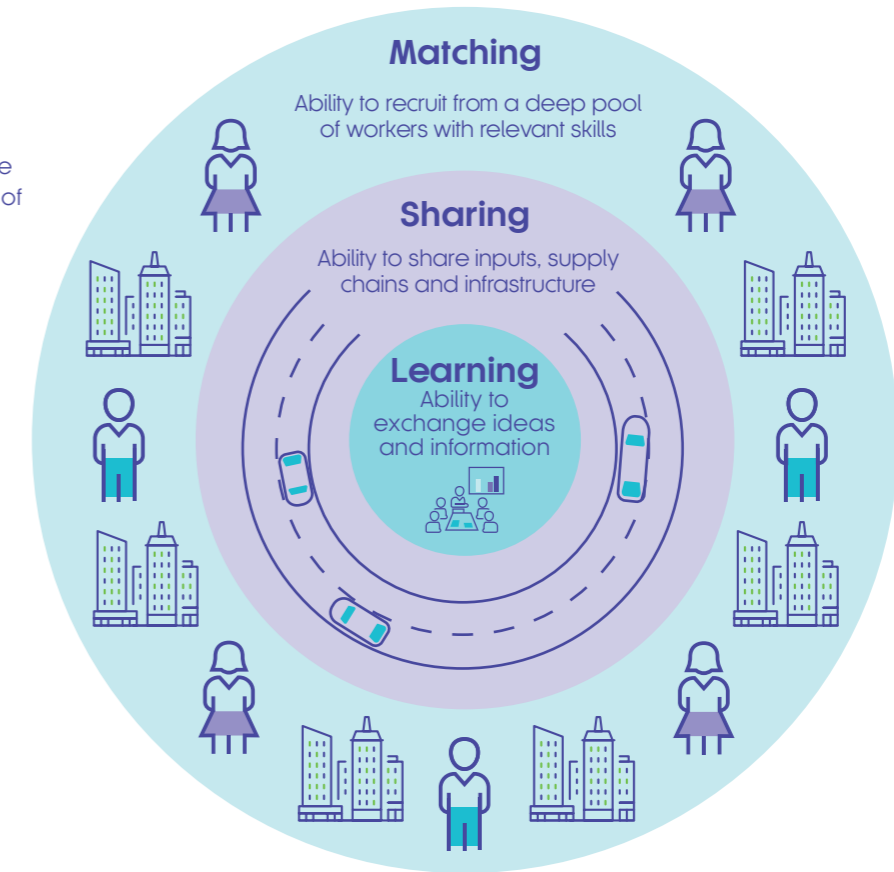 Matching
Ability to recruit from a deep pool
of workers with relevant skills
of
Sharing
Ability to share inputs, supply
chains and infrastructure
Learning
Ability to
exchange ideas
and information